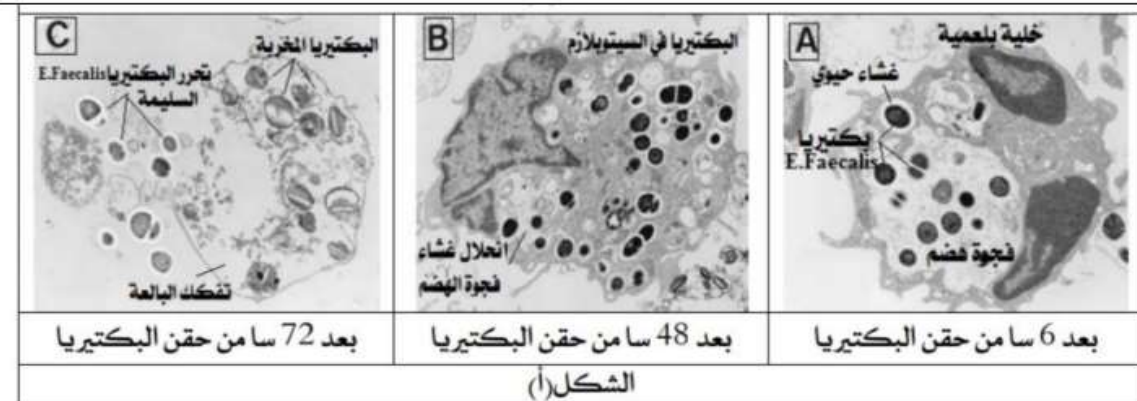 A
خلية بلعمية
غشاء حيوي
بكتيريا
E.Faecalis
فجوة هضم
B
البكتيريا في السيتوبلازم
انحلال غشاء
فجوة الهضم
C
البكتيريا المخربة
تحرر البكتيريا E.Faecalis
السليمة
تفكك البالعة
بعد 6 سا من حقن البكتيريا
بعد 48 سا من حقن البكتيريا
بعد 72 سا من حقن البكتيريا
الشكل(أ)